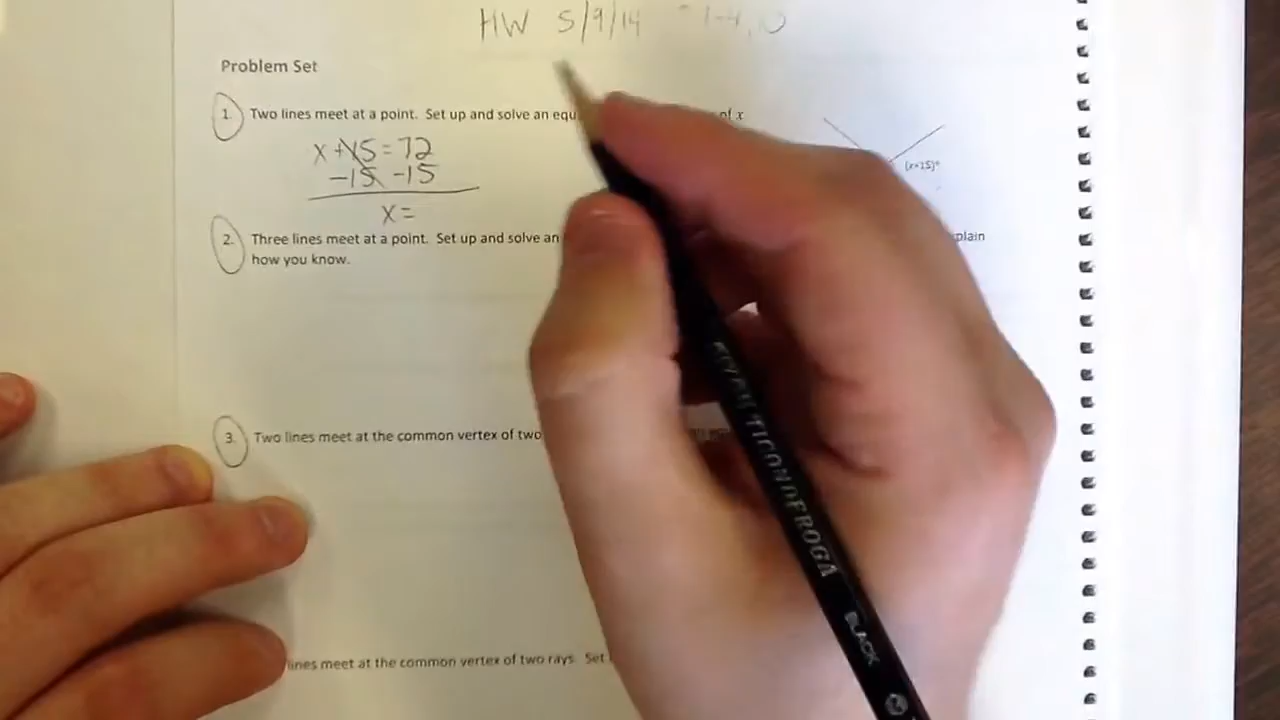 HW 5/9/14
Problem Set
1. Two lines meet at a point. Set up and solve an equ of x
(x+15)°
x + 15 = 72
-15 -15
x =
2. Three lines meet at a point. Set up and solve an plain
how you know.
3. Two lines meet at the common vertex of two
lines meet at the common vertex of two rays. Set
TICONDEROGA
BLACK